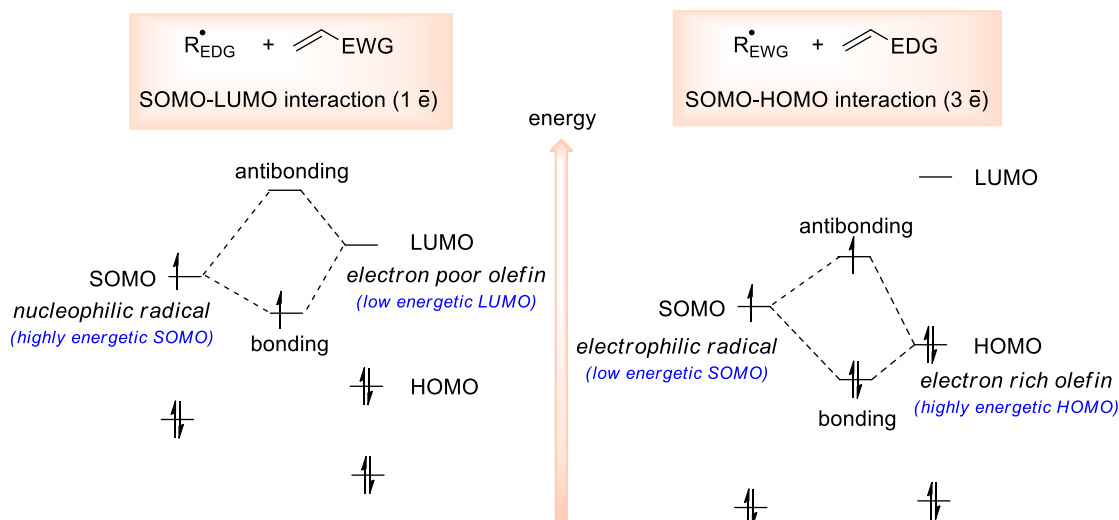 R•EDG + EWG
SOMO-LUMO interaction (1 ē)
R•EWG + EDG
SOMO-HOMO interaction (3 ē)
energy
antibonding
SOMO
LUMO
nucleophilic radical
(highly energetic SOMO)
electron poor olefin
(low energetic LUMO)
bonding
HOMO
LUMO
antibonding
SOMO
electrophilic radical
(low energetic SOMO)
HOMO
electron rich olefin
(highly energetic HOMO)
bonding